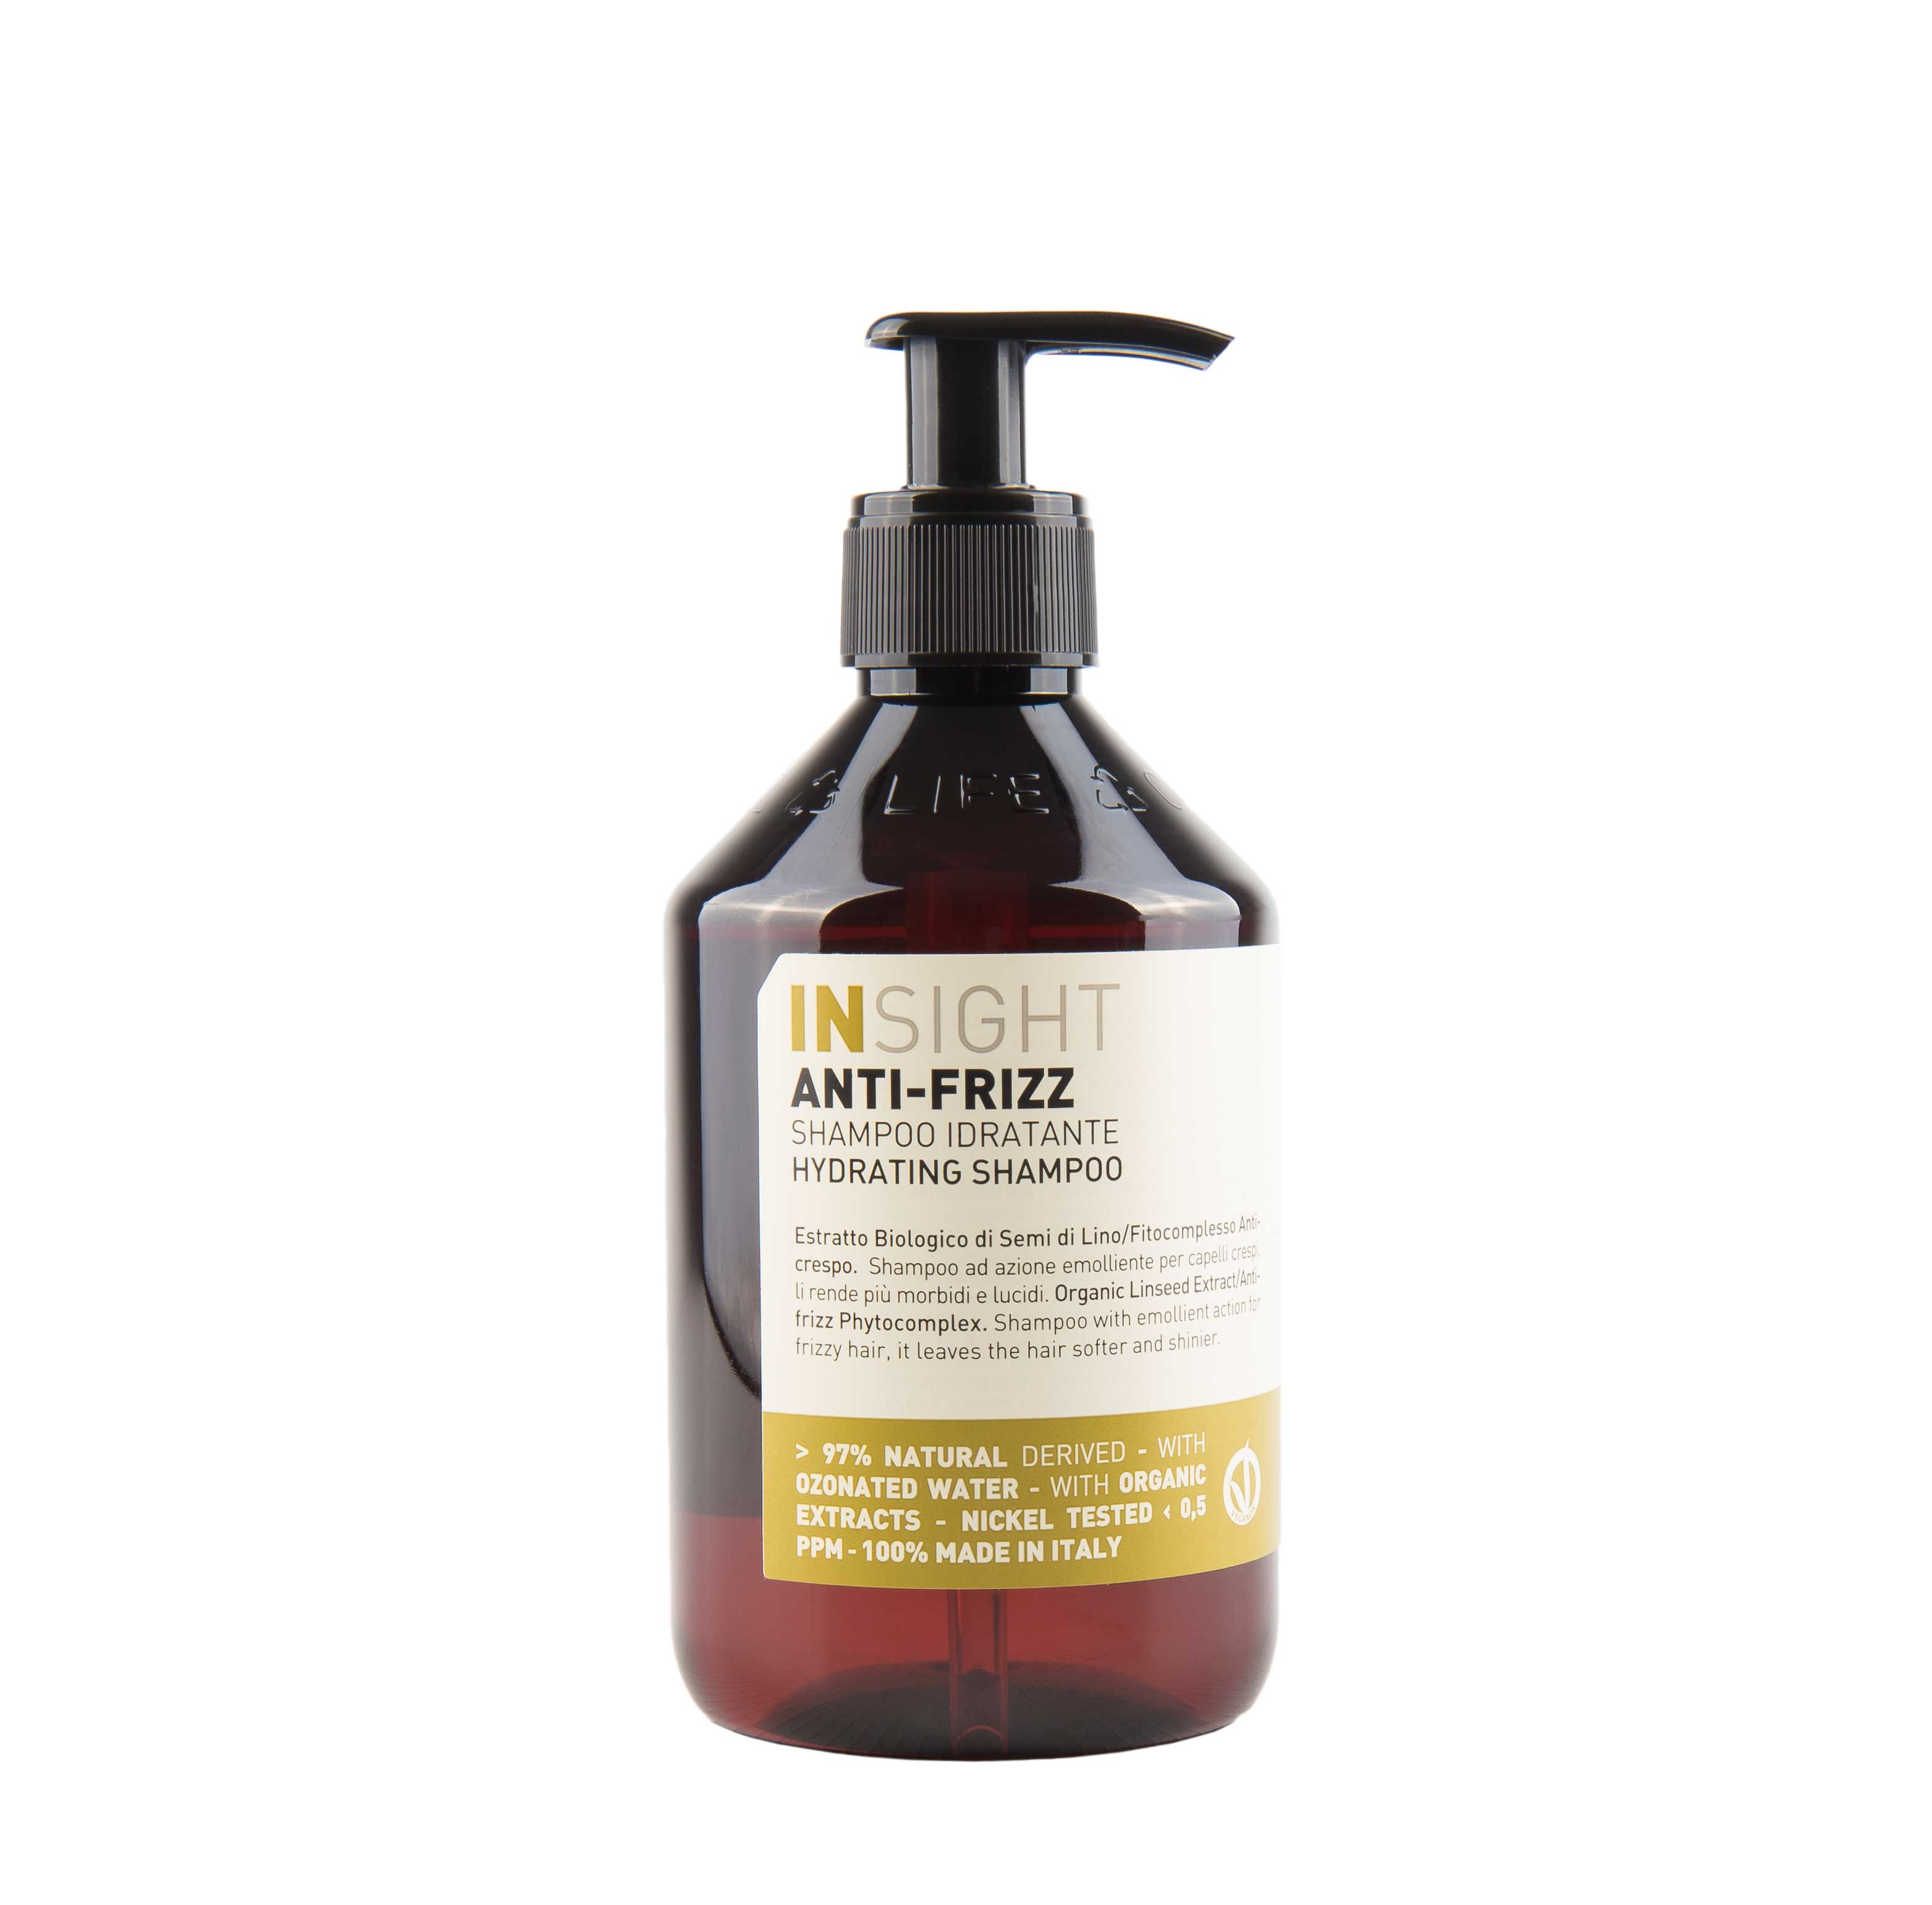 LIFE
INSIGHT
ANTI-FRIZZ
SHAMPOO IDRATANTE
HYDRATING SHAMPOO
Estratto Biologico di Semi di Lino/Fitocomplesso Anti-
crespo. Shampoo ad azione emolliente per capelli crespi,
li rende più morbidi e lucidi. Organic Linseed Extract/Anti-
frizz Phytocomplex. Shampoo with emollient action for
frizzy hair, it leaves the hair softer and shinier.
> 97% NATURAL DERIVED - WITH
OZONATED WATER - WITH ORGANIC
EXTRACTS - NICKEL TESTED < 0,5
PPM - 100% MADE IN ITALY